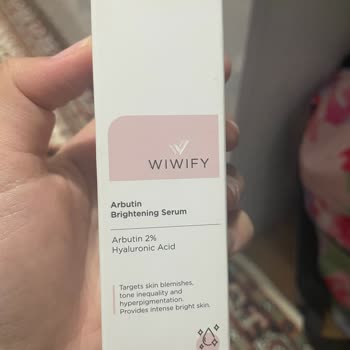 WIWIFY
Arbutin
Brightening Serum
Arbutin 2%
Hyaluronic Acid
Targets skin blemishes,
tone inequality and
hyperpigmentation.
Provides intense bright skin.